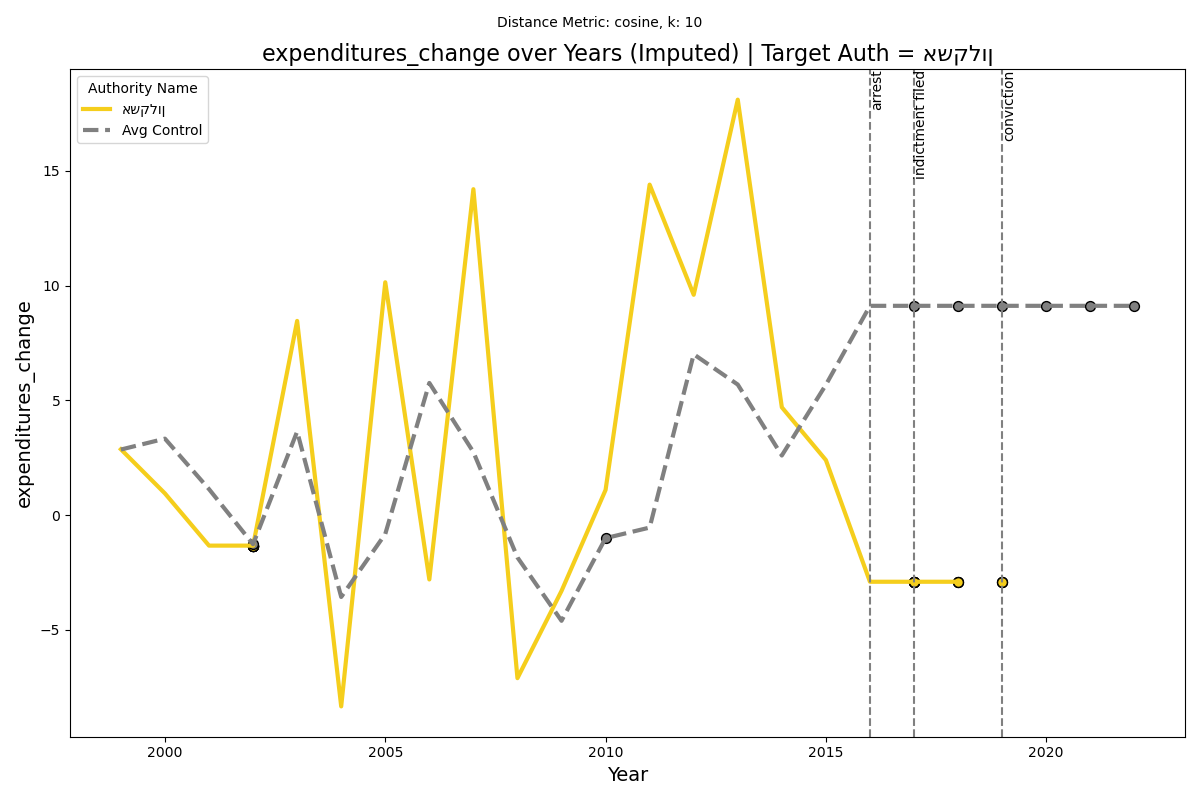 Distance Metric: cosine, k: 10
expenditures_change over Years (Imputed) | Target Auth = אשקלון
Authority Name
אשקלון
Avg Control
arrest
indictment filed
conviction
expenditures_change
15
10
5
0
−5
2000
2005
2010
2015
2020
Year